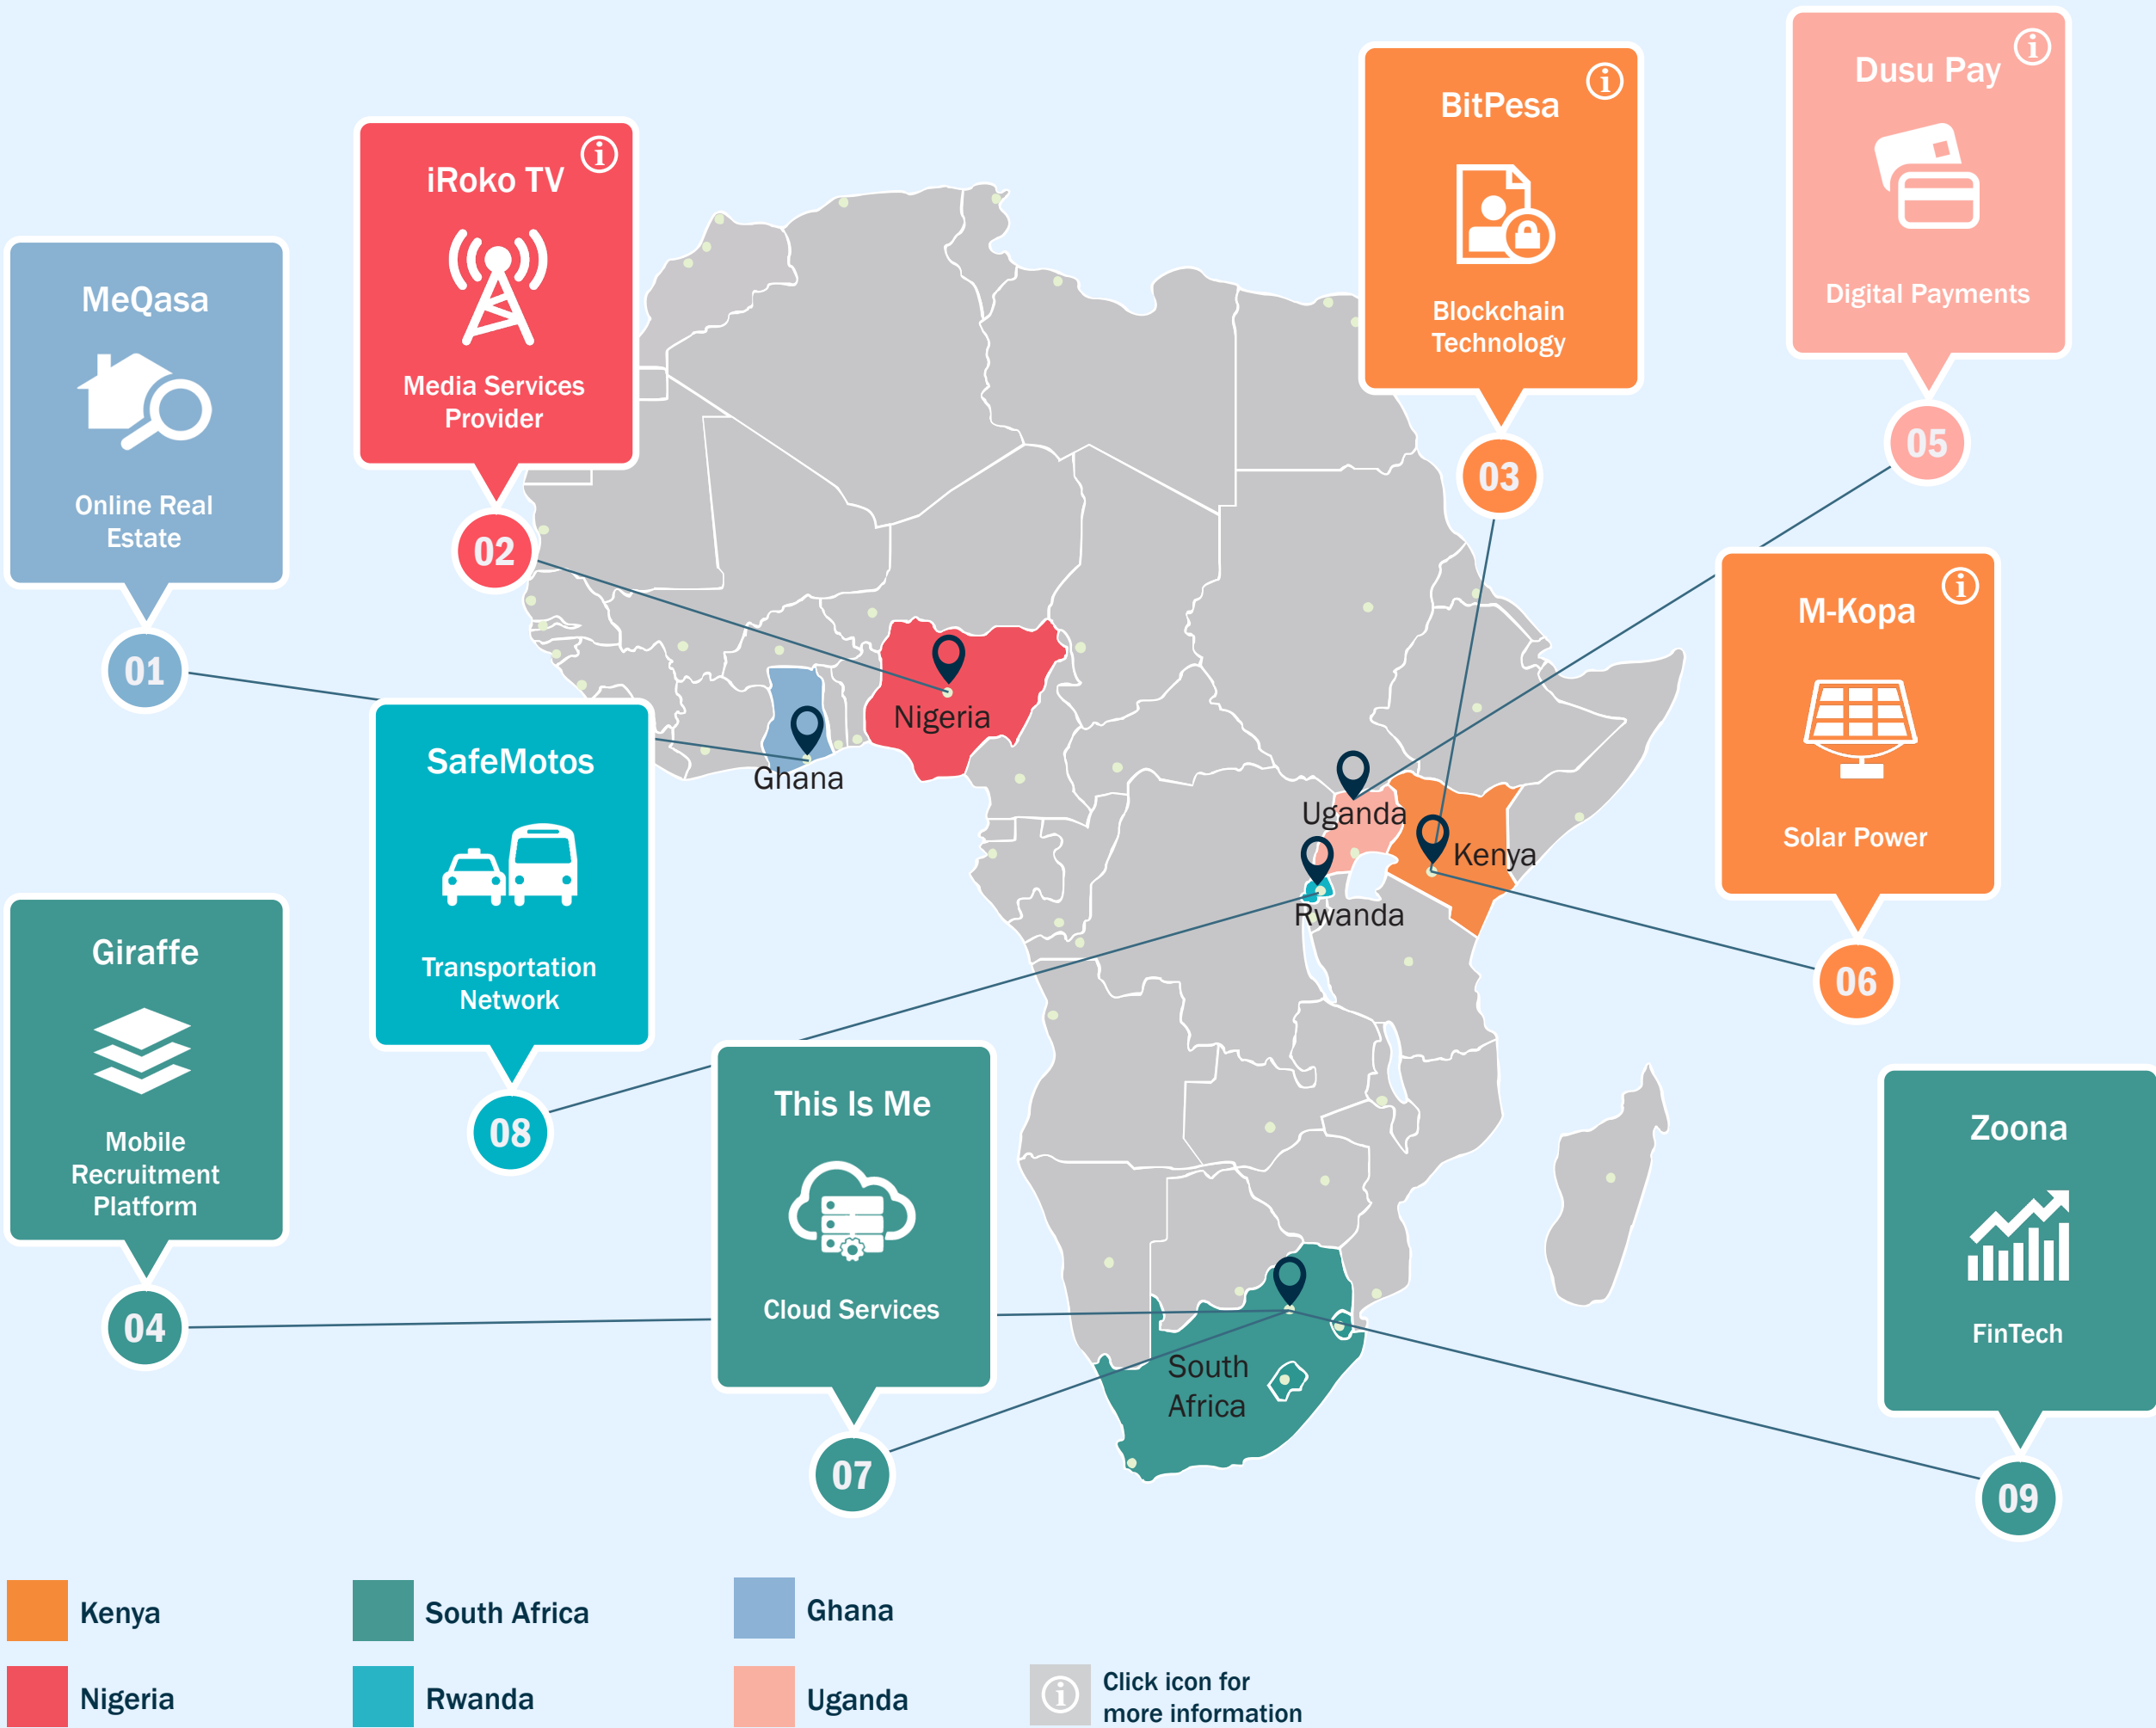 MeQasa
Online Real
Estate
01
iRoko TV
i
Media Services
Provider
02
BitPesa
i
Blockchain
Technology
03
Dusu Pay
i
Digital Payments
05
M-Kopa
i
Solar Power
06
SafeMotos
Transportation
Network
08
Giraffe
Mobile
Recruitment
Platform
04
This Is Me
Cloud Services
07
Zoona
FinTech
09
Nigeria
Ghana
Uganda
Kenya
Rwanda
South
Africa
Kenya
South Africa
Ghana
Nigeria
Rwanda
Uganda
i
Click icon for
more information